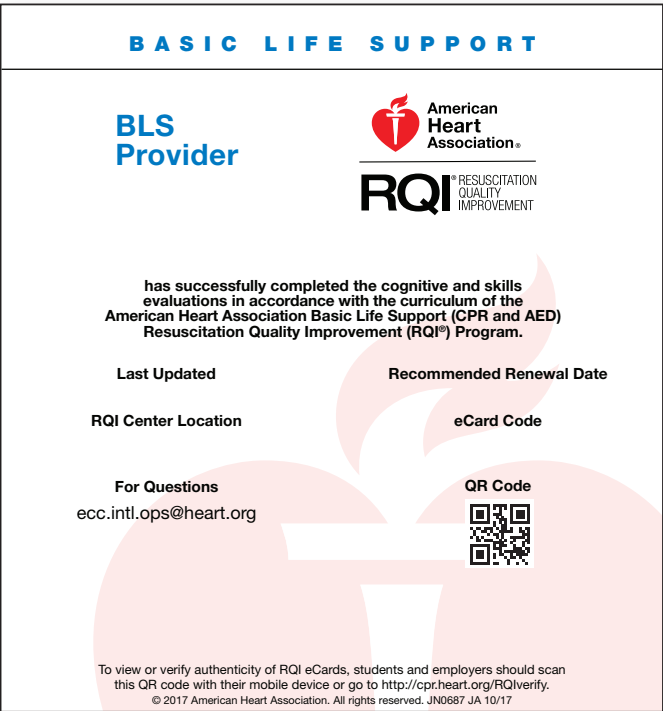 BASIC LIFE SUPPORT
BLS
Provider
American
Heart
Association®
RQI® RESUSCITATION
QUALITY
IMPROVEMENT
has successfully completed the cognitive and skills
evaluations in accordance with the curriculum of the
American Heart Association Basic Life Support (CPR and AED)
Resuscitation Quality Improvement (RQI®) Program.
Last Updated
Recommended Renewal Date
RQI Center Location
eCard Code
For Questions
QR Code
ecc.intl.ops@heart.org
To view or verify authenticity of RQI eCards, students and employers should scan
this QR code with their mobile device or go to http://cpr.heart.org/RQIverify.
© 2017 American Heart Association. All rights reserved. JN0687 JA 10/17